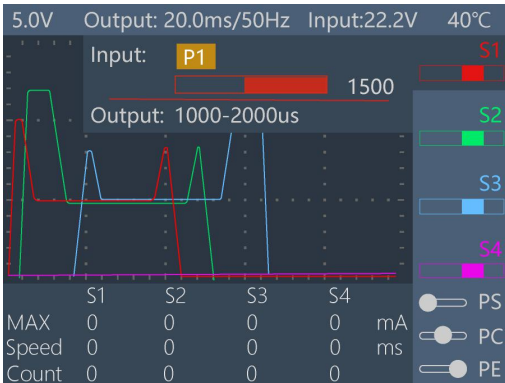 5.0V Output: 20.0ms/50Hz Input:22.2V 40°C
Input: P1
1500
Output: 1000-2000us
S1
S2
S3
S4
S1 S2 S3 S4
MAX 0 0 0 0 mA
Speed 0 0 0 0 ms
Count 0 0 0 0
PS
PC
PE